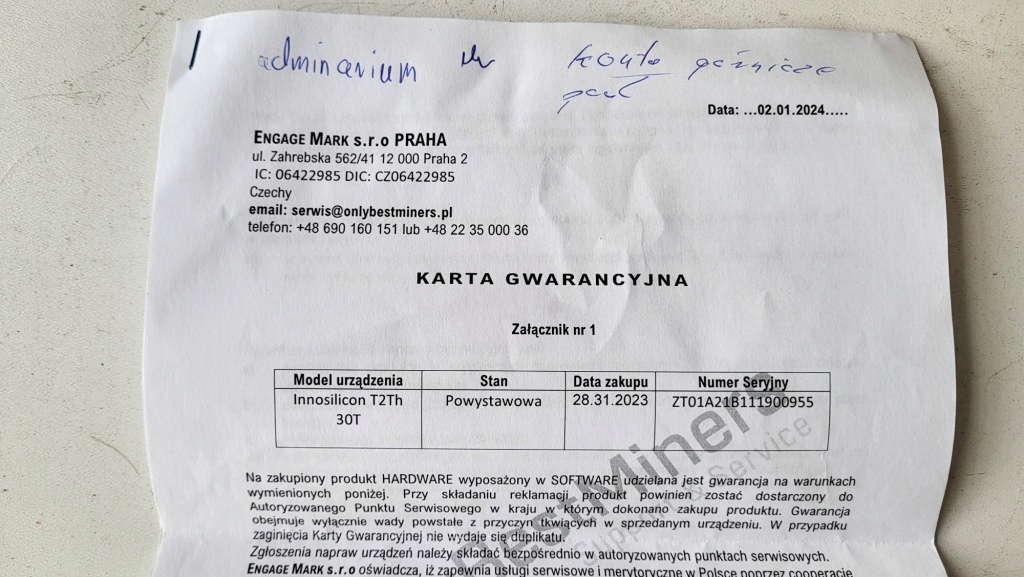 adminarium
konto
Data: ...02.01.2024.....
ENGAGE MARK s.r.o PRAHA
ul. Zahrebska 562/41 12 000 Praha 2
IC: 06422985 DIC: CZ06422985
Czechy
email: serwis@onlybestminers.pl
telefon: +48 690 160 151 lub +48 22 35 000 36
KARTA GWARANCYJNA
Załącznik nr 1
Model urządzenia Stan Data zakupu Numer Seryjny
Innosilicon T2Th Powystawowa 28.31.2023 ZT01A21B111900955
30T
BestMiners
Support & Service
Na zakupiony produkt HARDWARE wyposażony w SOFTWARE udzielana jest gwarancja na warunkach
wymienionych poniżej. Przy składaniu reklamacji produkt powinien zostać dostarczony do
Autoryzowanego Punktu Serwisowego w kraju w którym dokonano zakupu produktu. Gwarancja
obejmuje wyłącznie wady powstałe z przyczyn tkwiących w sprzedanym urządzeniu. W przypadku
zaginięcia Karty Gwarancyjnej nie wydaje się duplikatu.
Zgłoszenia napraw urządzeń należy składać bezpośrednio w autoryzowanych punktach serwisowych.
ENGAGE MARK s.r.o oświadcza, iż zapewnia usługi serwisowe i merytoryczne w Polsce poprzez cooperacje